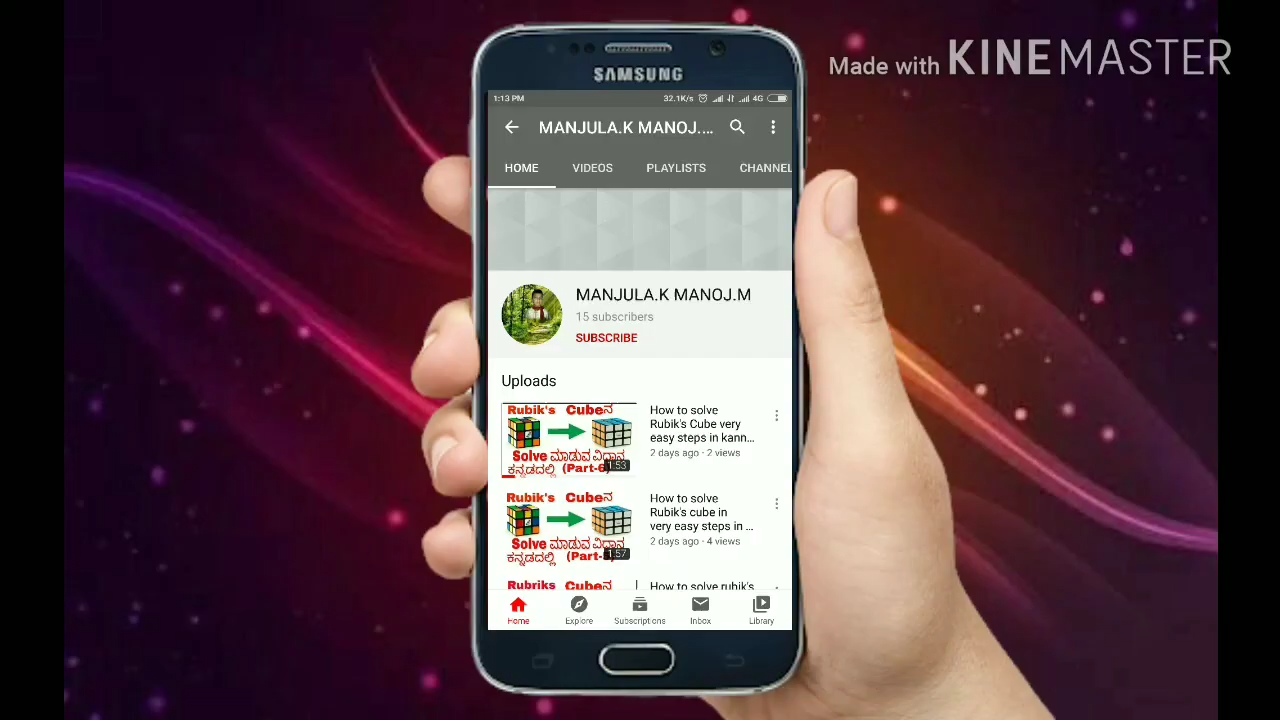 Made with KINEMASTER
SAMSUNG
1:13 PM 32.1K/s 4G
MANJULA.K MANOJ....
HOME VIDEOS PLAYLISTS CHANNEL
MANJULA.K MANOJ.M
15 subscribers
SUBSCRIBE
Uploads
Rubik's Cubeನ
Solve ಮಾಡುವ ವಿಧಾನ
ಕನ್ನಡದಲ್ಲಿ (Part-6)
1:53
How to solve
Rubik's Cube very
easy steps in kann...
2 days ago · 2 views
Rubik's Cubeನ
Solve ಮಾಡುವ ವಿಧಾನ
ಕನ್ನಡದಲ್ಲಿ (Part-
1:57
How to solve
Rubik's cube in
very easy steps in ...
2 days ago · 4 views
Rubriks Cubeನ
How to solve rubik's
Home Explore Subscriptions Inbox Library